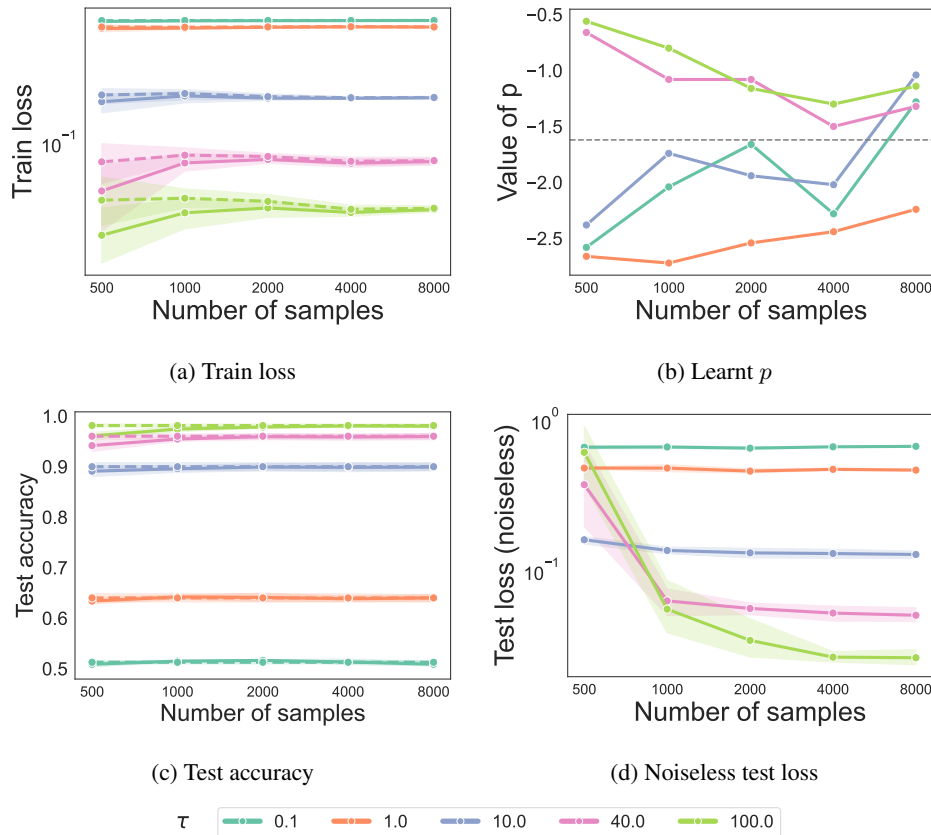 Train loss
10⁻¹
500 1000 2000 4000 8000
Number of samples
(a) Train loss
Value of p
−0.5
−1.0
−1.5
−2.0
−2.5
500 1000 2000 4000 8000
Number of samples
(b) Learnt p
Test accuracy
1.0
0.9
0.8
0.7
0.6
0.5
500 1000 2000 4000 8000
Number of samples
(c) Test accuracy
Test loss (noiseless)
10⁰
10⁻¹
500 1000 2000 4000 8000
Number of samples
(d) Noiseless test loss
τ 0.1 1.0 10.0 40.0 100.0